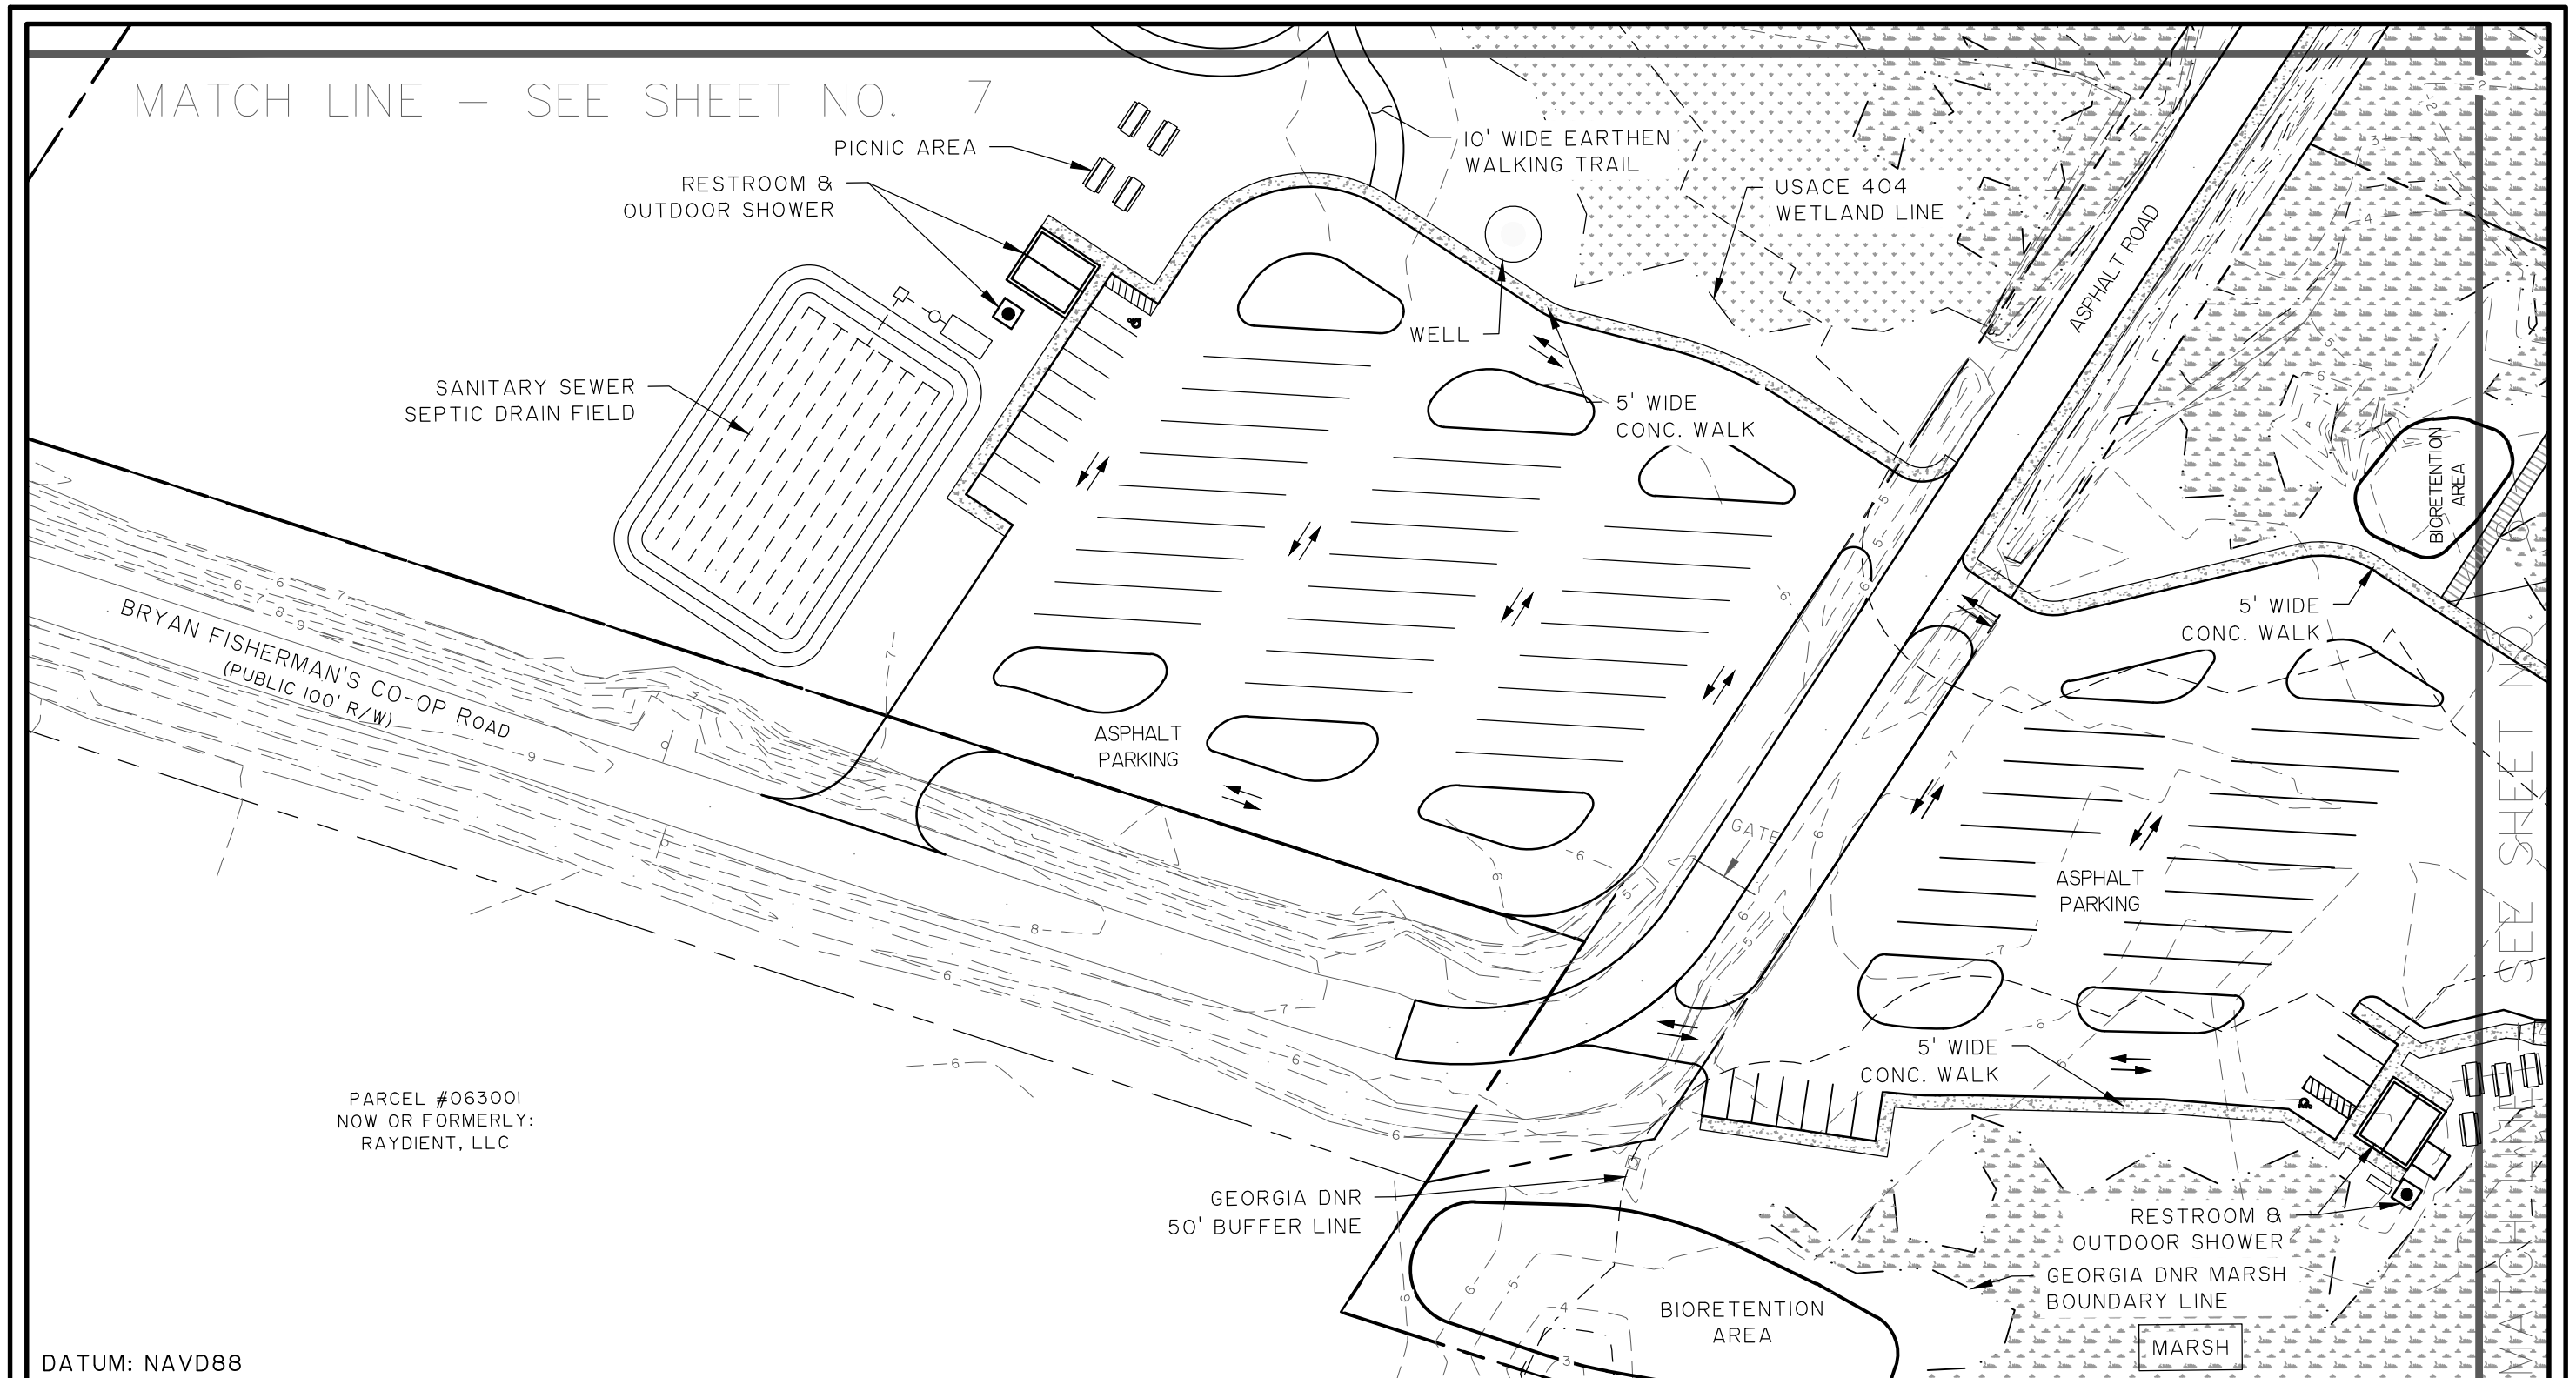 MATCH LINE – SEE SHEET NO. 7
PICNIC AREA
RESTROOM &
OUTDOOR SHOWER
10' WIDE EARTHEN
WALKING TRAIL
USACE 404
WETLAND LINE
ASPHALT ROAD
WELL
SANITARY SEWER
SEPTIC DRAIN FIELD
5' WIDE
CONC. WALK
BIORETENTION
AREA
BRYAN FISHERMAN'S CO-OP ROAD
(PUBLIC 100' R/W)
5' WIDE
CONC. WALK
ASPHALT
PARKING
GATE
ASPHALT
PARKING
5' WIDE
CONC. WALK
PARCEL #063001
NOW OR FORMERLY:
RAYDIENT, LLC
GEORGIA DNR
50' BUFFER LINE
RESTROOM &
OUTDOOR SHOWER
GEORGIA DNR MARSH
BOUNDARY LINE
BIORETENTION
AREA
MARSH
DATUM: NAVD88
MATCH LINE – SEE SHEET NO.